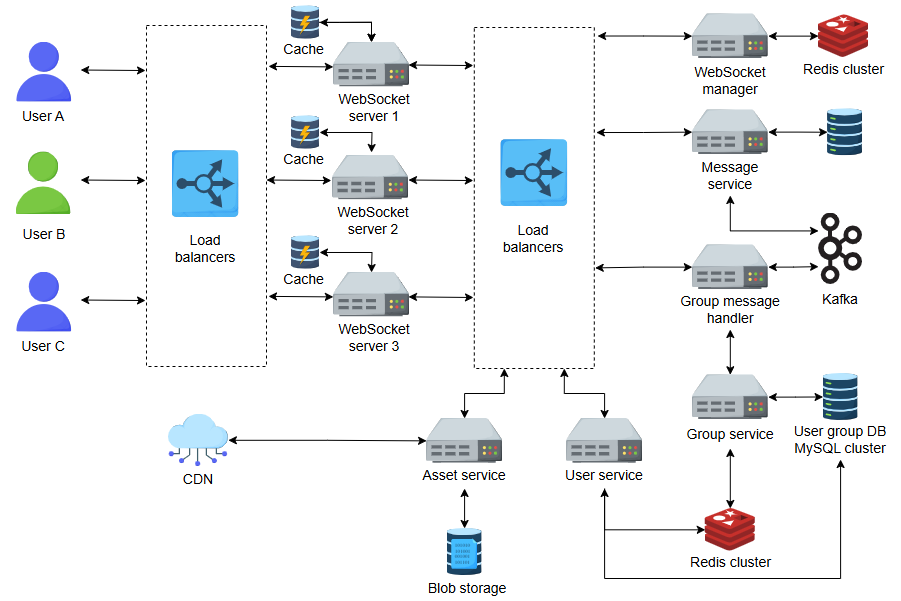 Cache
WebSocket
server 1
WebSocket
manager
Redis cluster
User A
Cache
Message
service
User B
Load
balancers
WebSocket
server 2
Load
balancers
Cache
Group message
handler
Kafka
User C
WebSocket
server 3
Group service
User group DB
MySQL cluster
CDN
Asset service
User service
Redis cluster
Blob storage